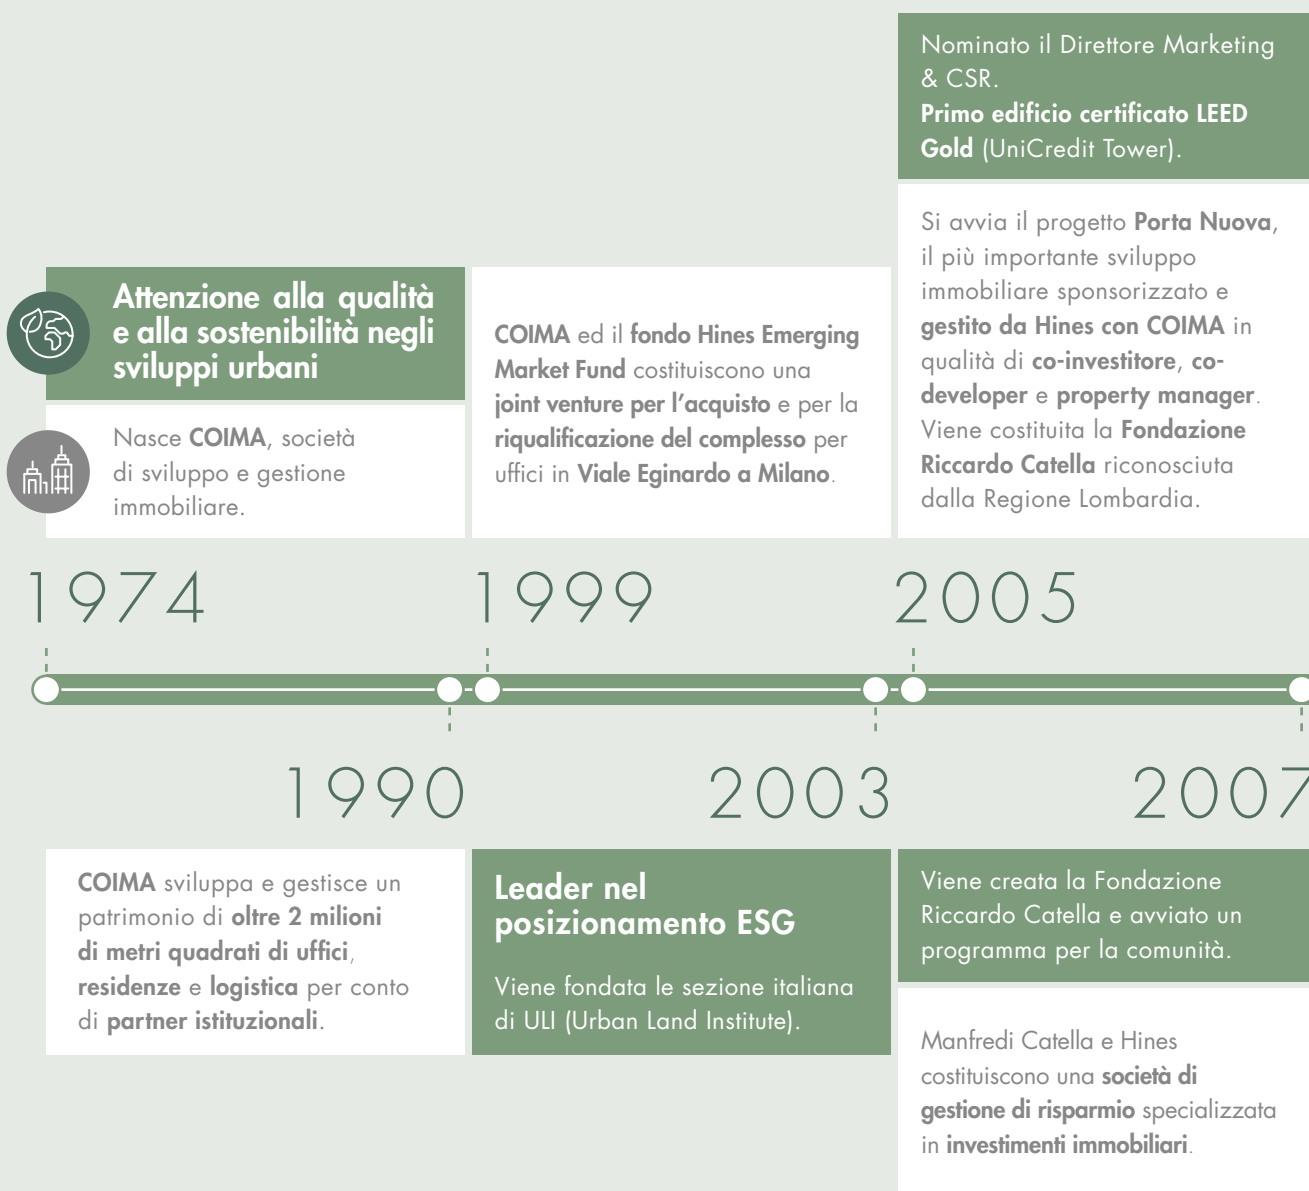 Nominato il Direttore Marketing
& CSR.
Primo edificio certificato LEED
Gold (UniCredit Tower).
Attenzione alla qualità
e alla sostenibilità negli
sviluppi urbani
Nasce COIMA, società
di sviluppo e gestione
immobiliare.
COIMA ed il fondo Hines Emerging
Market Fund costituiscono una
joint venture per l’acquisto e per la
riqualificazione del complesso per
uffici in Viale Eginardo a Milano.
Si avvia il progetto Porta Nuova,
il più importante sviluppo
immobiliare sponsorizzato e
gestito da Hines con COIMA in
qualità di co-investitore, co-
developer e property manager.
Viene costituita la Fondazione
Riccardo Catella riconosciuta
dalla Regione Lombardia.
1974
1999
2005
1990
2003
2007
COIMA sviluppa e gestisce un
patrimonio di oltre 2 milioni
di metri quadrati di uffici,
residenze e logistica per conto
di partner istituzionali.
Leader nel
posizionamento ESG
Viene fondata le sezione italiana
di ULI (Urban Land Institute).
Viene creata la Fondazione
Riccardo Catella e avviato un
programma per la comunità.
Manfredi Catella e Hines
costituiscono una società di
gestione di risparmio specializzata
in investimenti immobiliari.